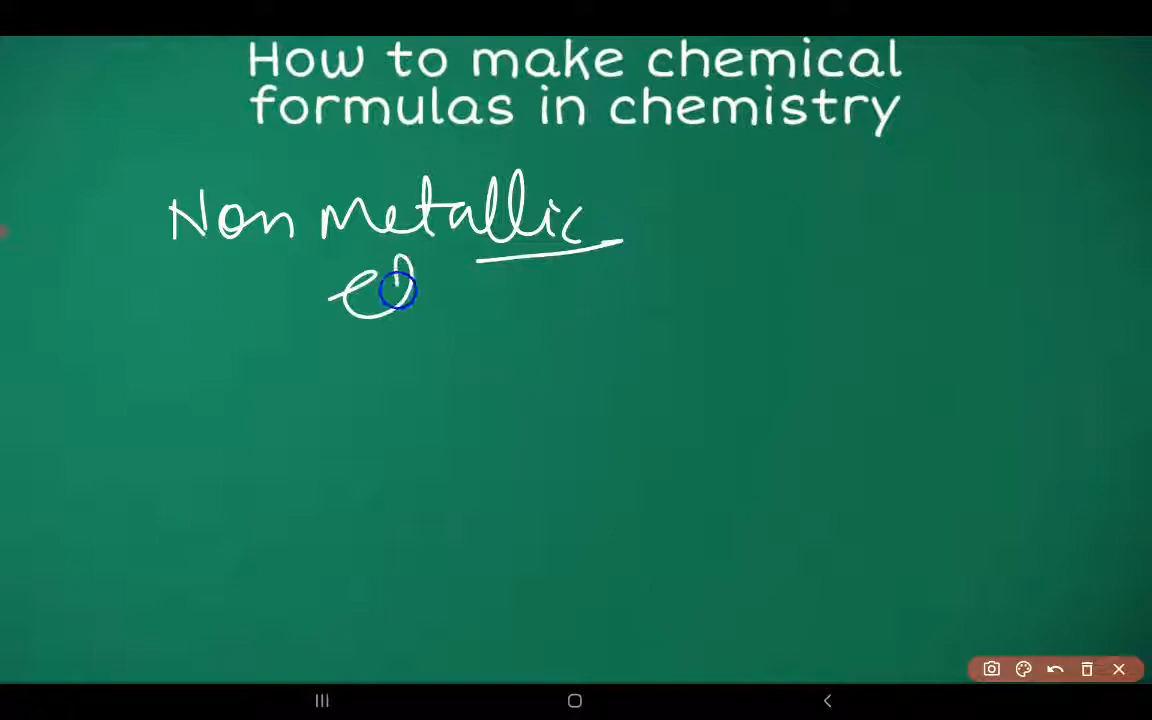 How to make chemical
formulas in chemistry
Non Metallic